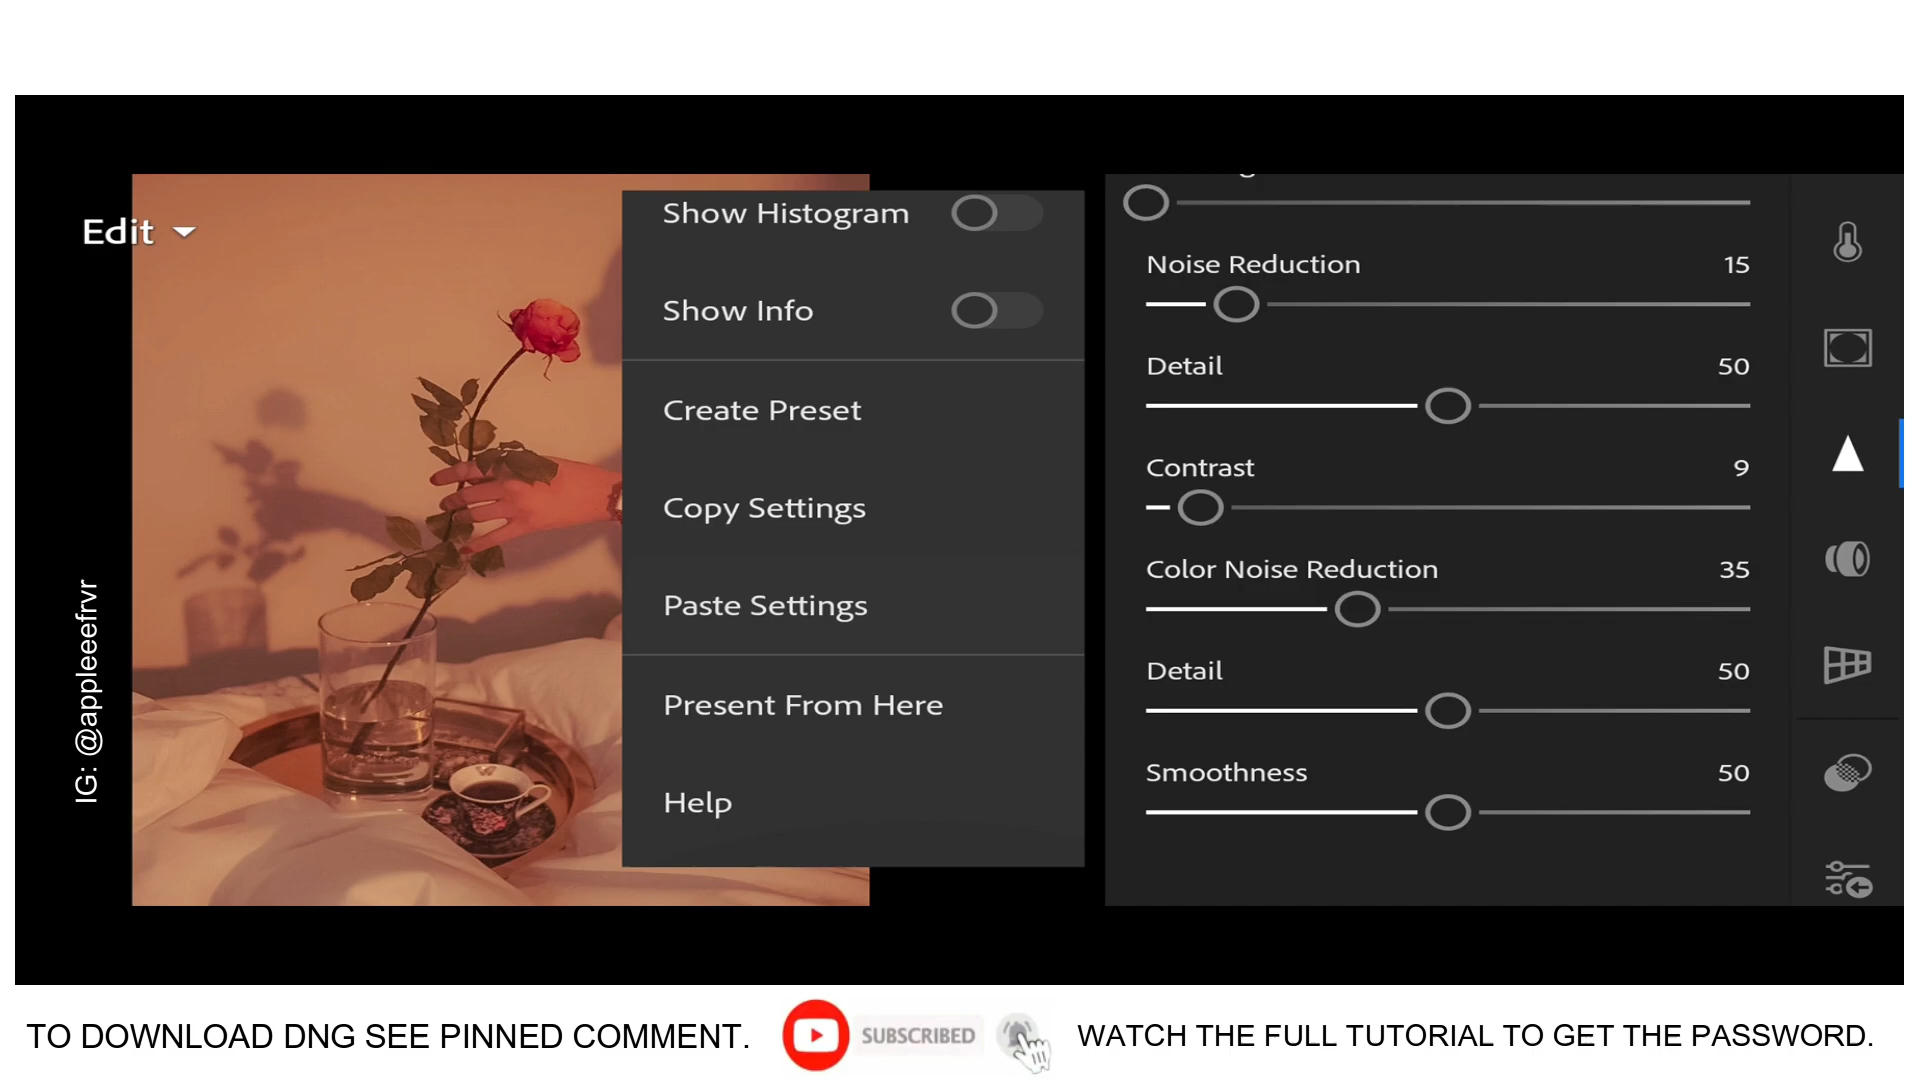 Edit
IG: @appleeefrvr
Show Histogram
Show Info
Create Preset
Copy Settings
Paste Settings
Present From Here
Help
Noise Reduction 15
Detail 50
Contrast 9
Color Noise Reduction 35
Detail 50
Smoothness 50
TO DOWNLOAD DNG SEE PINNED COMMENT.
SUBSCRIBED
WATCH THE FULL TUTORIAL TO GET THE PASSWORD.